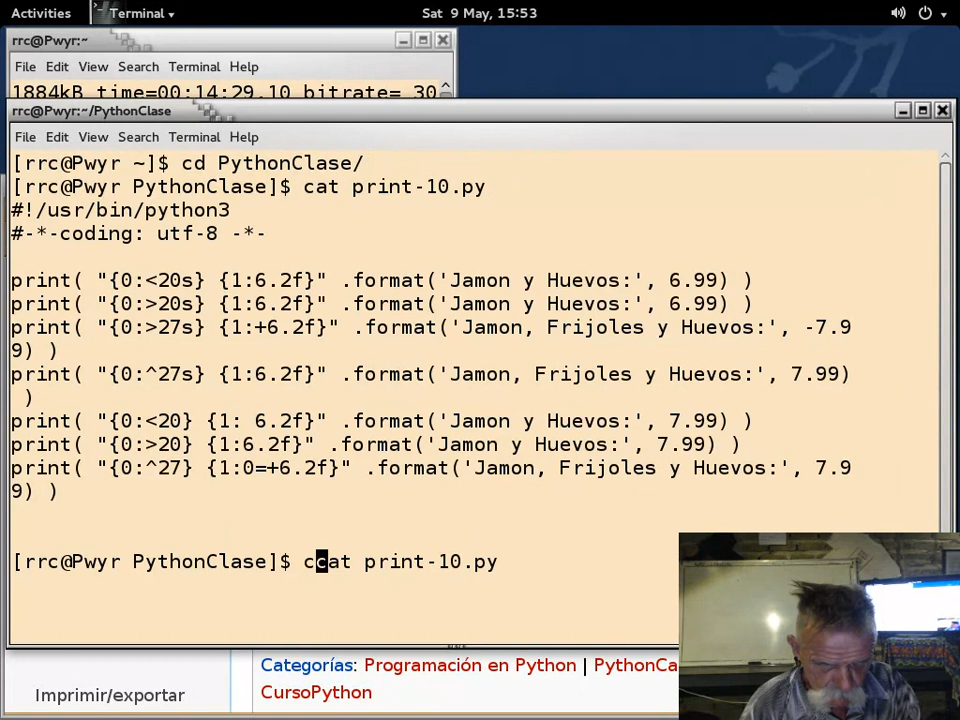 Activities
Terminal
Sat 9 May, 15:53
rrc@Pwyr:~
File Edit View Search Terminal Help
1884kB time=00:14:29.10 bitrate= 30
rrc@Pwyr:~/PythonClase
File Edit View Search Terminal Help
[rrc@Pwyr ~]$ cd PythonClase/
[rrc@Pwyr PythonClase]$ cat print-10.py
#!/usr/bin/python3
#-*-coding: utf-8 -*-
print( "{0:<20s} {1:6.2f}" .format('Jamon y Huevos:', 6.99) )
print( "{0:>20s} {1:6.2f}" .format('Jamon y Huevos:', 6.99) )
print( "{0:>27s} {1:+6.2f}" .format('Jamon, Frijoles y Huevos:', -7.9
9) )
print( "{0:^27s} {1:6.2f}" .format('Jamon, Frijoles y Huevos:', 7.99)
)
print( "{0:<20} {1: 6.2f}" .format('Jamon y Huevos:', 7.99) )
print( "{0:>20} {1:6.2f}" .format('Jamon y Huevos:', 7.99) )
print( "{0:^27} {1:0=+6.2f}" .format('Jamon, Frijoles y Huevos:', 7.9
9) )
[rrc@Pwyr PythonClase]$ ccat print-10.py
Categorías: Programación en Python | PythonCa
CursoPython
Imprimir/exportar